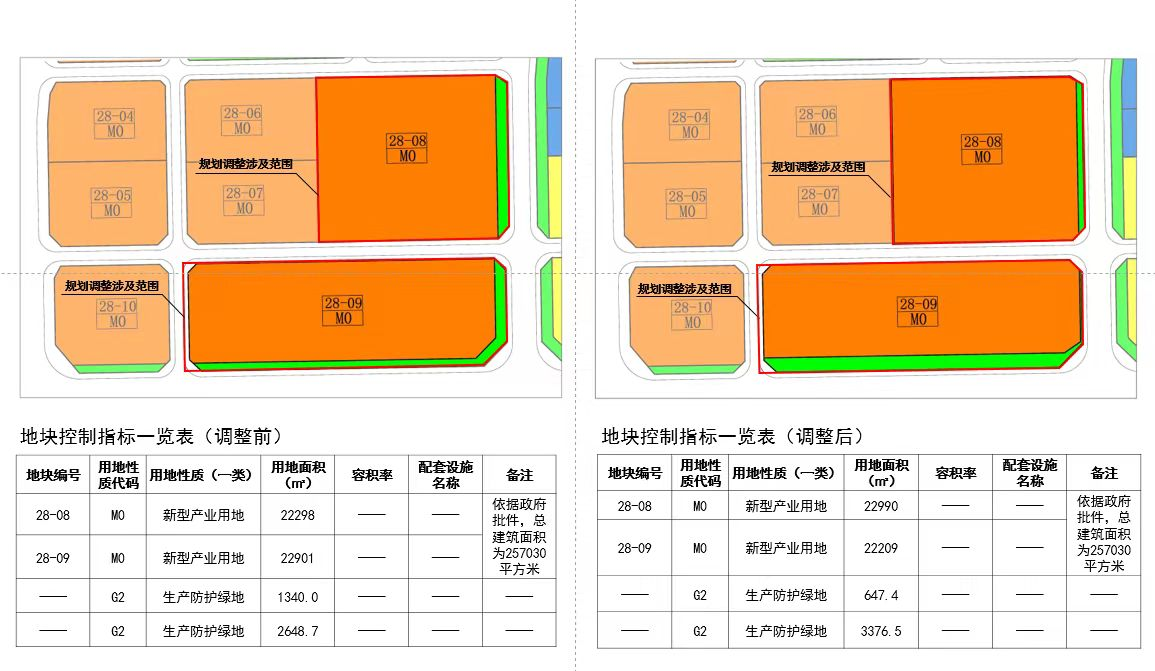 28-04
M0
28-06
M0
28-08
M0
规划调整涉及范围
28-05
M0
28-07
M0
规划调整涉及范围
28-09
M0
28-10
M0
28-04
M0
28-06
M0
28-08
M0
规划调整涉及范围
28-05
M0
28-07
M0
规划调整涉及范围
28-09
M0
28-10
M0
地块控制指标一览表（调整前）
地块编号 用地性质代码 用地性质（一类） 用地面积（㎡） 容积率 配套设施名称 备注
28-08 M0 新型产业用地 22298 —— —— 依据政府批件，总建筑面积为257030平方米
28-09 M0 新型产业用地 22901 —— ——
—— G2 生产防护绿地 1340.0 —— —— ——
—— G2 生产防护绿地 2648.7 —— —— ——
地块控制指标一览表（调整后）
地块编号 用地性质代码 用地性质（一类） 用地面积（㎡） 容积率 配套设施名称 备注
28-08 M0 新型产业用地 22990 —— —— 依据政府批件，总建筑面积为257030平方米
28-09 M0 新型产业用地 22209 —— ——
—— G2 生产防护绿地 647.4 —— —— ——
—— G2 生产防护绿地 3376.5 —— —— ——